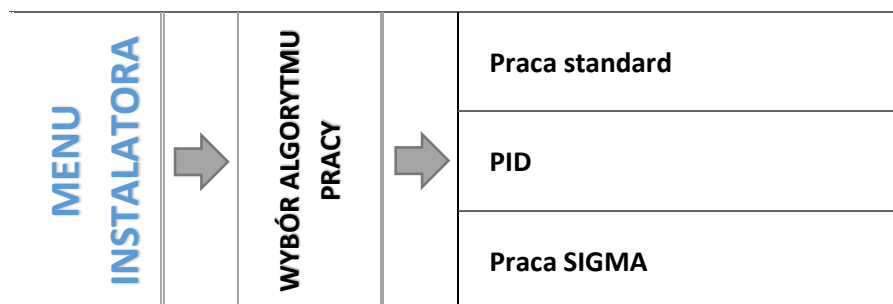 MENU
INSTALATORA
WYBÓR ALGORYTMU
PRACY
Praca standard
PID
Praca SIGMA